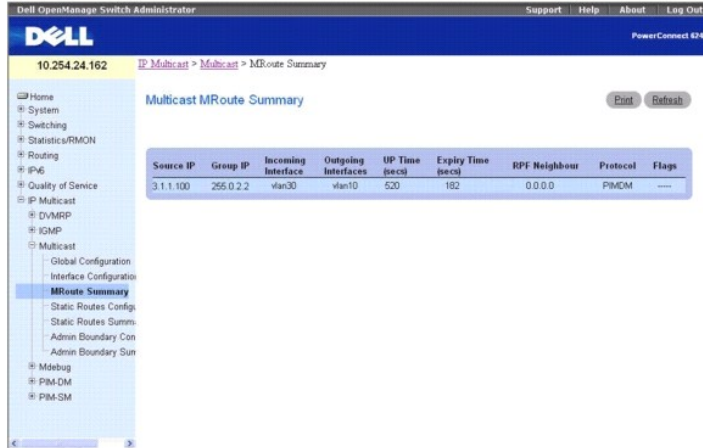 Dell OpenManage Switch Administrator
Support Help About Log Out
DELL
PowerConnect 624
10.254.24.162
IP Multicast > Multicast > MRoute Summary
Home
System
Switching
Statistics/RMON
Routing
IPv6
Quality of Service
IP Multicast
DVMRP
IGMP
Multicast
Global Configuration
Interface Configuration
MRoute Summary
Static Routes Configu
Static Routes Summa
Admin Boundary Con
Admin Boundary Sum
Mdebug
PIM-DM
PIM-SM
Multicast MRoute Summary
Print Refresh
Source IP Group IP Incoming Interface Outgoing Interfaces UP Time (secs) Expiry Time (secs) RPF Neighbour Protocol Flags
3.1.1.100 255.0.2.2 vlan30 vlan10 520 182 0.0.0.0 PIMDM -----